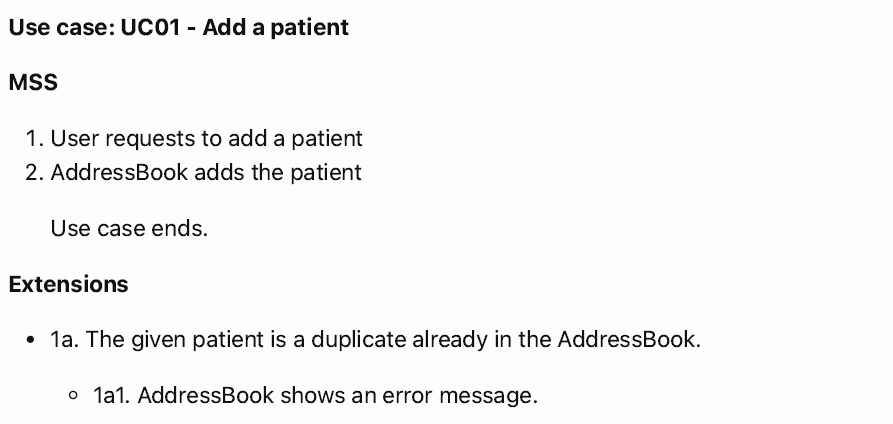 Use case: UC01 - Add a patient
MSS
1. User requests to add a patient
2. AddressBook adds the patient
Use case ends.
Extensions
• 1a. The given patient is a duplicate already in the AddressBook.
◦ 1a1. AddressBook shows an error message.